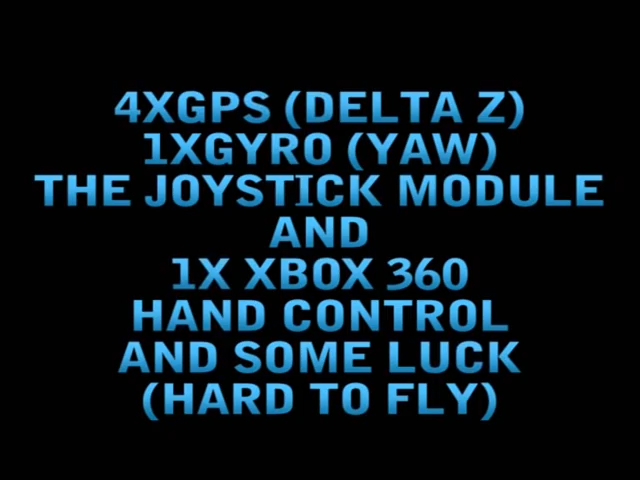 4XGPS (DELTA Z)
1XGYRO (YAW)
THE JOYSTICK MODULE
AND
1X XBOX 360
HAND CONTROL
AND SOME LUCK
(HARD TO FLY)